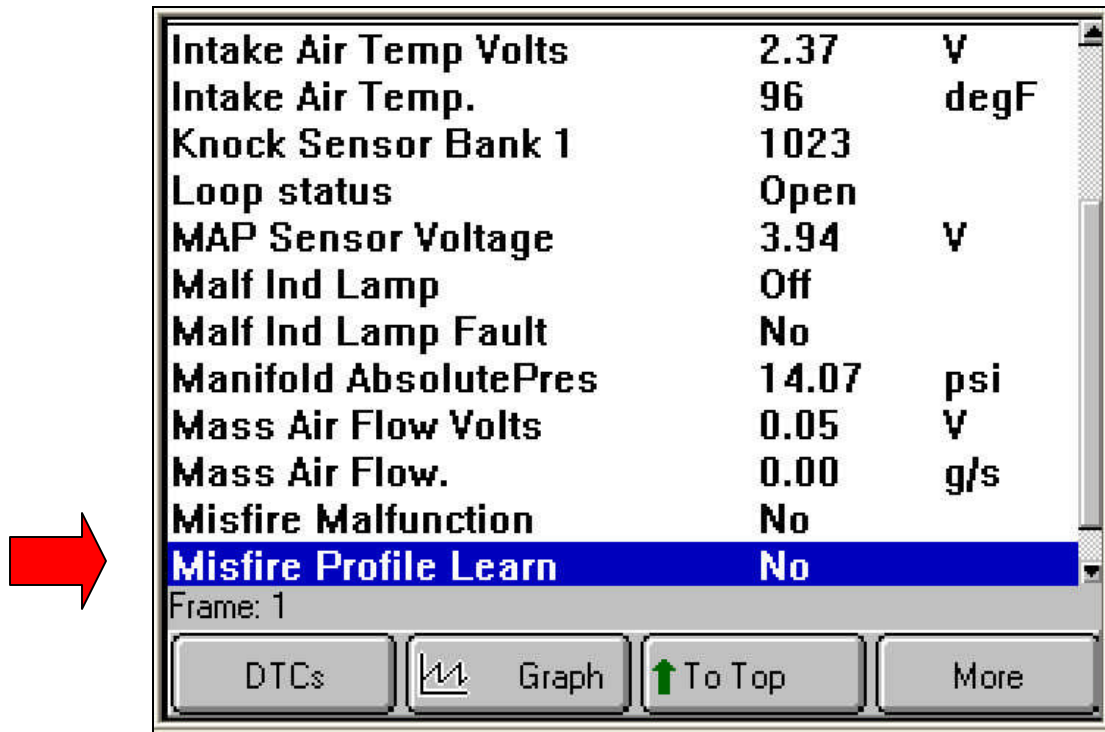 Intake Air Temp Volts 2.37 V
Intake Air Temp. 96 degF
Knock Sensor Bank 1 1023
Loop status Open
MAP Sensor Voltage 3.94 V
Malf Ind Lamp Off
Malf Ind Lamp Fault No
Manifold AbsolutePres 14.07 psi
Mass Air Flow Volts 0.05 V
Mass Air Flow. 0.00 g/s
Misfire Malfunction No
Misfire Profile Learn No
Frame: 1
DTCs Graph To Top More